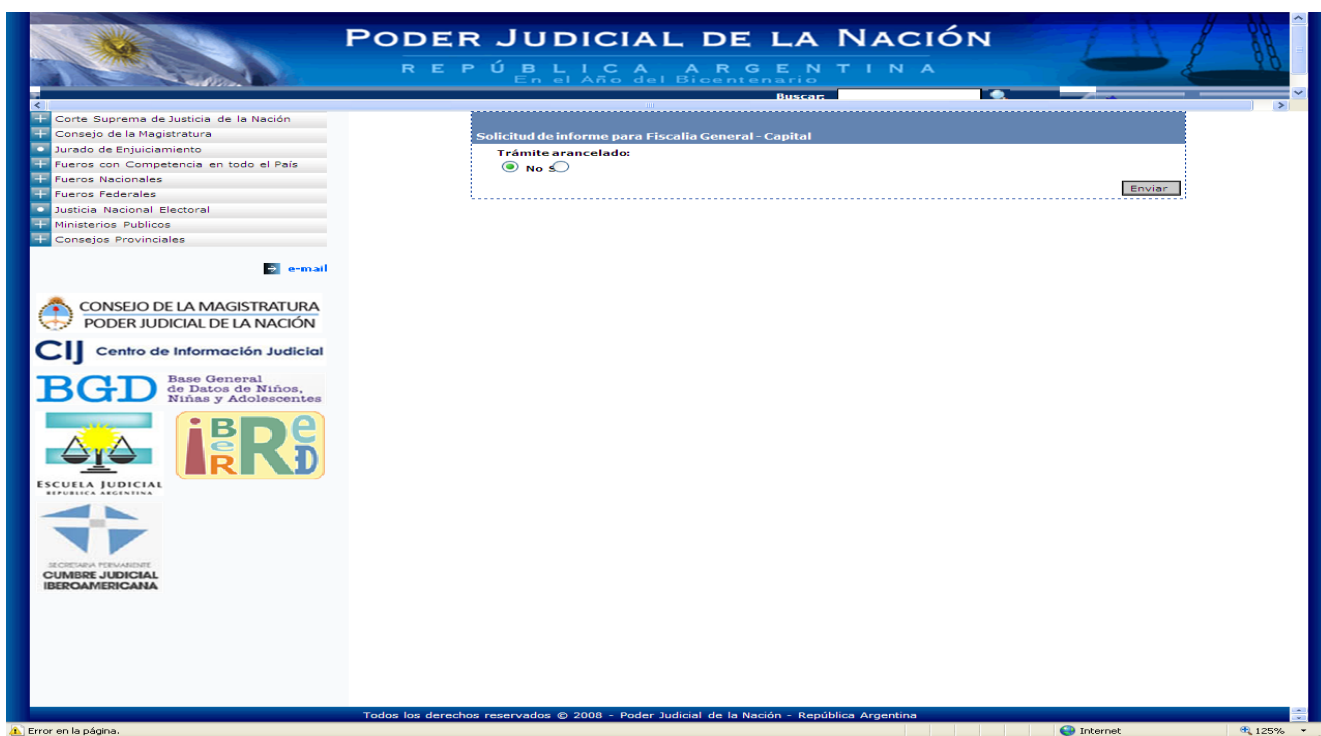 PODER JUDICIAL DE LA NACIÓN
REPÚBLICA ARGENTINA
En el Año del Bicentenario
Buscar:
Corte Suprema de Justicia de la Nación
Consejo de la Magistratura
Jurado de Enjuiciamiento
Fueros con Competencia en todo el País
Fueros Nacionales
Fueros Federales
Justicia Nacional Electoral
Ministerios Publicos
Consejos Provinciales
e-mail
CONSEJO DE LA MAGISTRATURA
PODER JUDICIAL DE LA NACIÓN
CIJ Centro de Información Judicial
BGD Base General
de Datos de Niños,
Niñas y Adolescentes
ESCUELA JUDICIAL
REPUBLICA ARGENTINA
iBeRRED
SECRETARIA PERMANENTE
CUMBRE JUDICIAL
IBEROAMERICANA
Solicitud de informe para Fiscalia General - Capital
Trámite arancelado:
No S
Enviar
Todos los derechos reservados © 2008 - Poder Judicial de la Nación - República Argentina
Error en la página.
Internet
125%